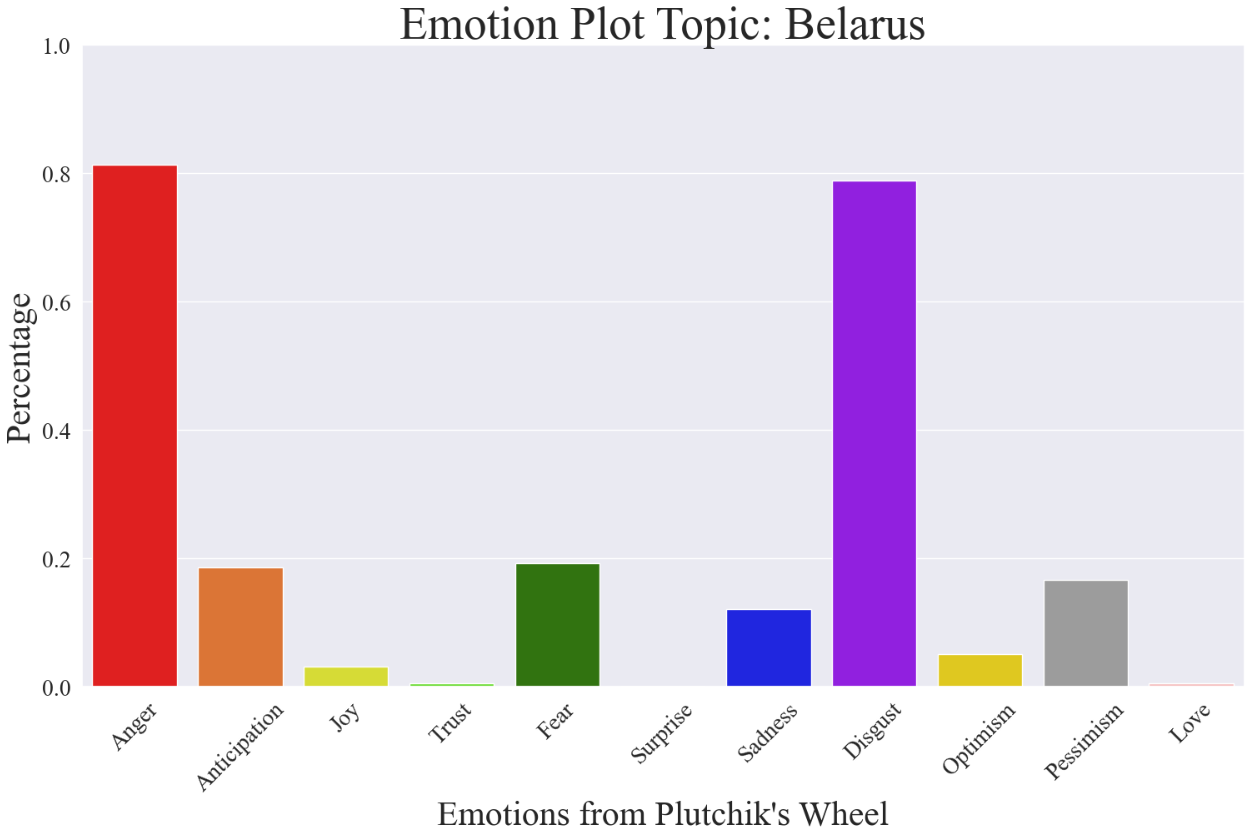 Emotion Plot Topic: Belarus
1.0
0.8
0.6
0.4
0.2
0.0
Percentage
Anger
Anticipation
Joy
Trust
Fear
Surprise
Sadness
Disgust
Optimism
Pessimism
Love
Emotions from Plutchik's Wheel